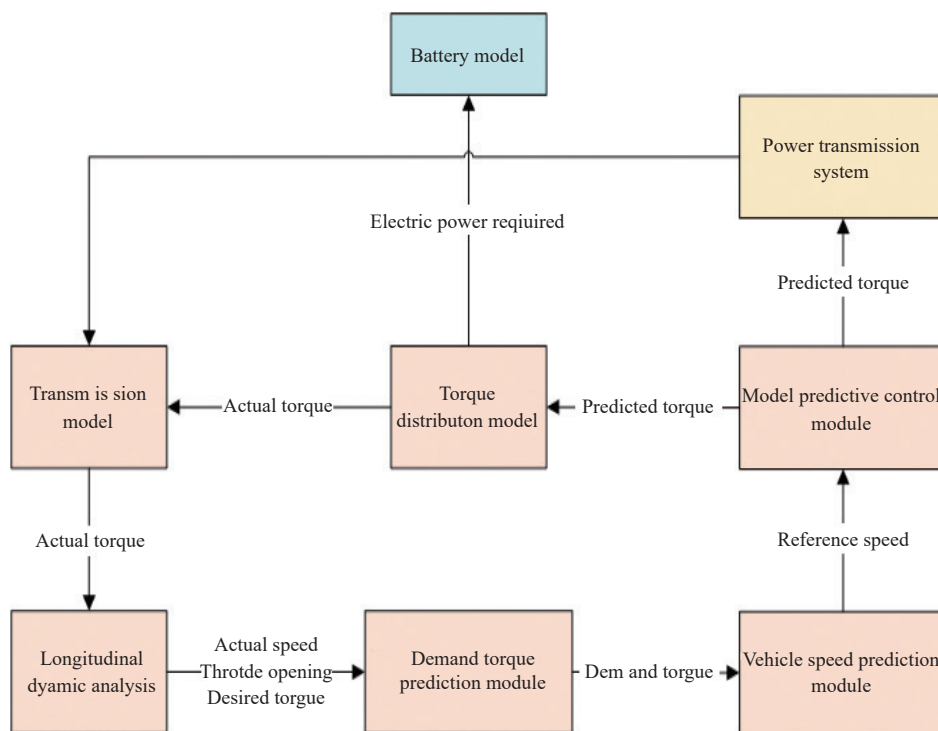 Battery model
Power transmission
system
Electric power reqiuired
Predicted torque
Transm is sion
model
Actual torque
Torque
distributon model
Predicted torque
Model predictive control
module
Actual torque
Reference speed
Longitudinal
dyamic analysis
Actual speed
Throtde opening
Desired torgue
Demand torque
prediction module
Dem and torgue
Vehicle speed prediction
module